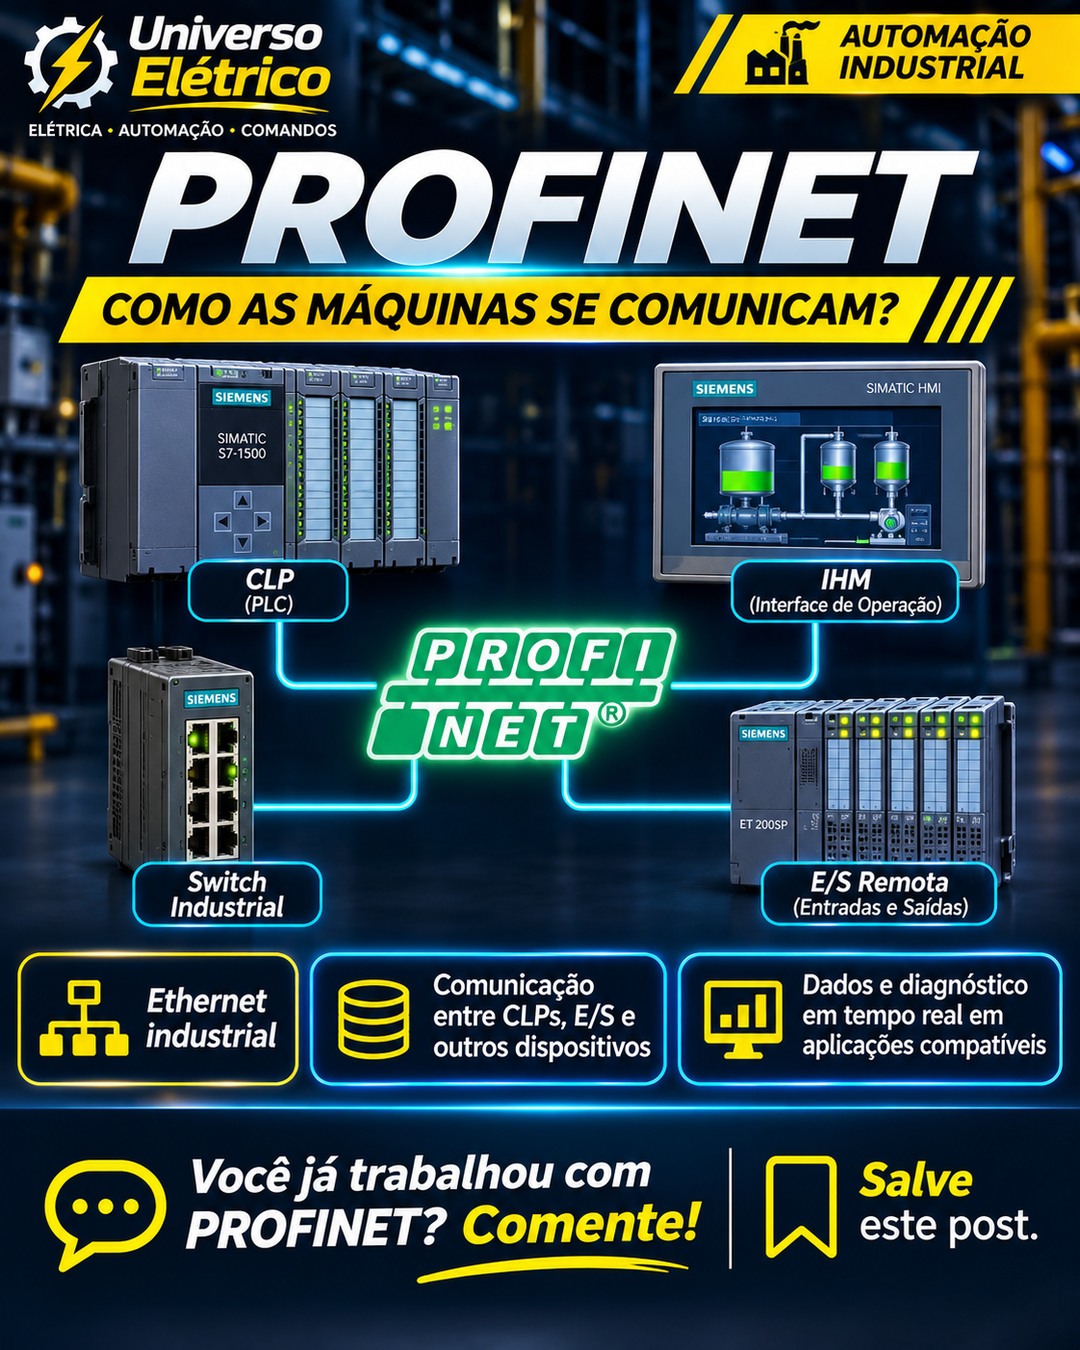 Universo
Elétrico
ELÉTRICA • AUTOMAÇÃO • COMANDOS
AUTOMAÇÃO
INDUSTRIAL
PROFINET
COMO AS MÁQUINAS SE COMUNICAM?
SIEMENS
SIMATIC
S7-1500
SIEMENS
SIMATIC HMI
CLP
(PLC)
IHM
(Interface de Operação)
PROFI
NET®
SIEMENS
SIEMENS
ET 200SP
Switch
Industrial
E/S Remota
(Entradas e Saídas)
Ethernet
industrial
Comunicação
entre CLPs, E/S e
outros dispositivos
Dados e diagnóstico
em tempo real em
aplicações compatíveis
Você já trabalhou com
PROFINET? Comente!
Salve
este post.